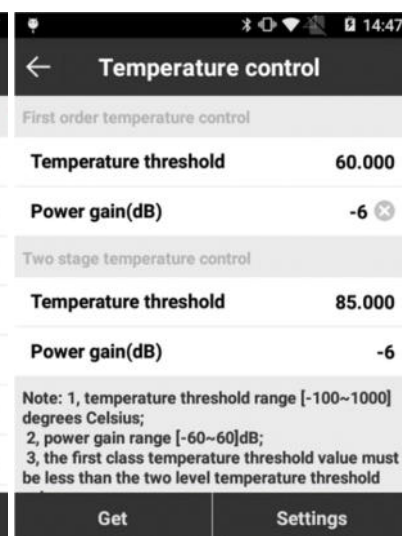 14:47
Temperature control
First order temperature control
Temperature threshold 60.000
Power gain(dB) -6
Two stage temperature control
Temperature threshold 85.000
Power gain(dB) -6
Note: 1, temperature threshold range [-100~1000]
degrees Celsius;
2, power gain range [-60~60]dB;
3, the first class temperature threshold value must
be less than the two level temperature threshold
Get Settings